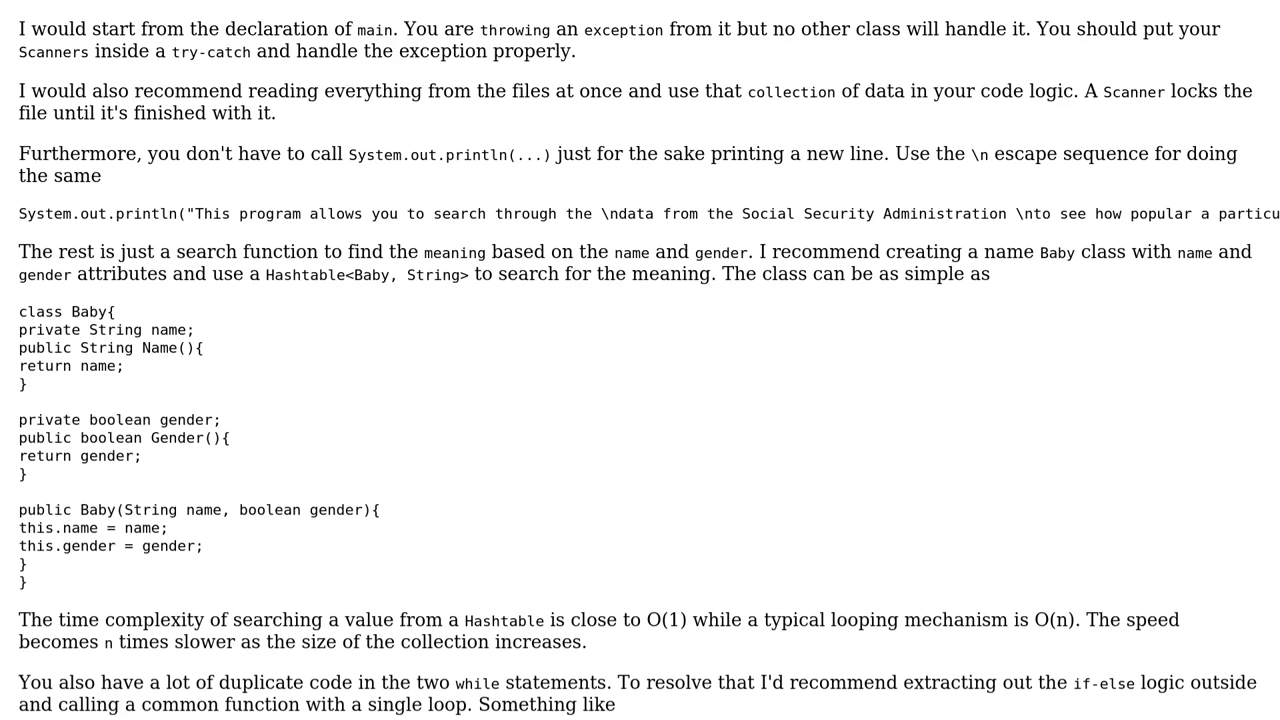 I would start from the declaration of main. You are throwing an exception from it but no other class will handle it. You should put your
Scanners inside a try-catch and handle the exception properly.
I would also recommend reading everything from the files at once and use that collection of data in your code logic. A Scanner locks the
file until it's finished with it.
Furthermore, you don't have to call System.out.println(...) just for the sake printing a new line. Use the \n escape sequence for doing
the same
System.out.println("This program allows you to search through the \ndata from the Social Security Administration \nto see how popular a particu
The rest is just a search function to find the meaning based on the name and gender. I recommend creating a name Baby class with name and
gender attributes and use a Hashtable<Baby, String> to search for the meaning. The class can be as simple as
class Baby{
private String name;
public String Name(){
return name;
}
private boolean gender;
public boolean Gender(){
return gender;
}
public Baby(String name, boolean gender){
this.name = name;
this.gender = gender;
}
}
The time complexity of searching a value from a Hashtable is close to O(1) while a typical looping mechanism is O(n). The speed
becomes n times slower as the size of the collection increases.
You also have a lot of duplicate code in the two while statements. To resolve that I'd recommend extracting out the if-else logic outside
and calling a common function with a single loop. Something like